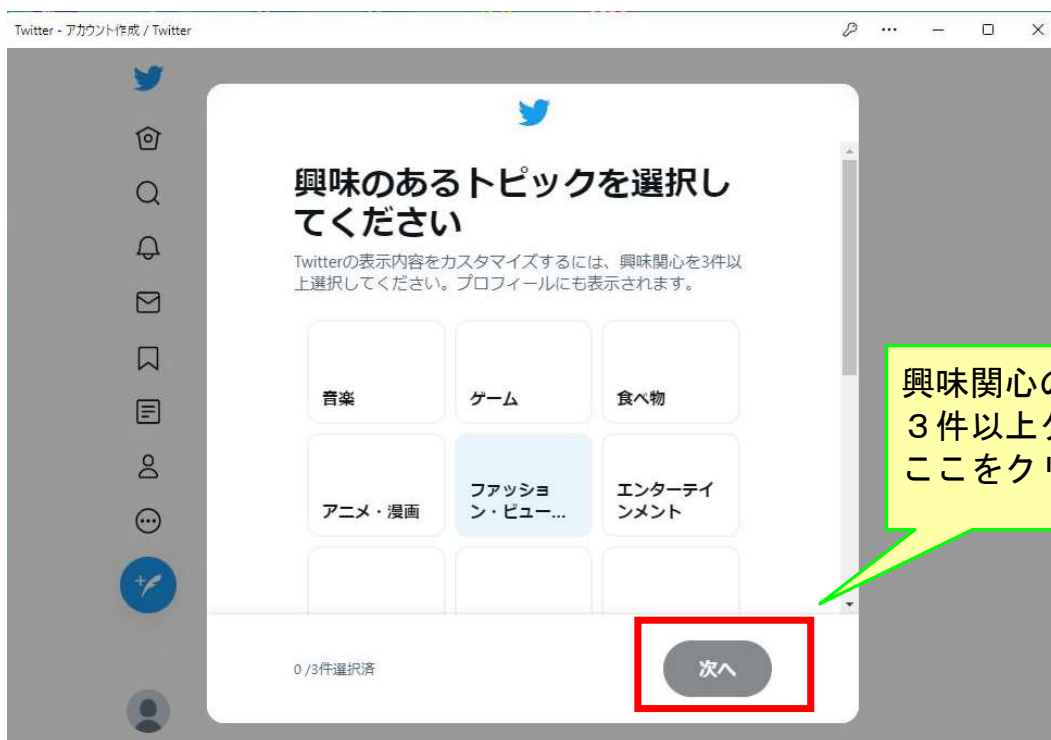 Twitter - アカウント作成 / Twitter
興味のあるトピックを選択し
てください
Twitterの表示内容をカスタマイズするには、興味関心を3件以
上選択してください。プロフィールにも表示されます。
音楽
ゲーム
食べ物
アニメ・漫画
ファッショ
ン・ビュー...
エンターテイ
ンメント
興味関心の
３件以上ク
ここをクリ
0 /3件選択済
次へ